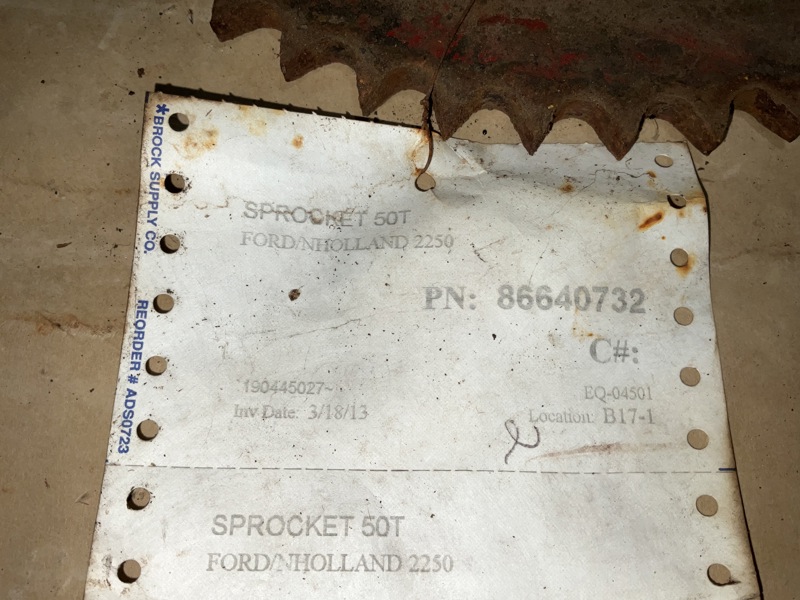 *BROCK SUPPLY CO.
REORDER # ADS0723
SPROCKET 50T
FORD/NHOLLAND 2250
PN: 86640732
C#:
190445027~
EQ-04501
Inv Date: 3/18/13
Location: B17-1
2
SPROCKET 50T
FORD/NHOLLAND 2250